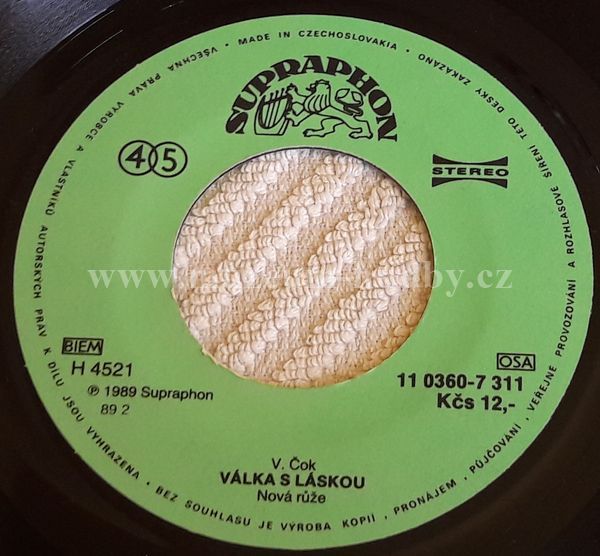 VŠECHNA PRÁVA VÝROBCE A VLASTNÍKŮ AUTORSKÝCH PRÁV K DÍLU JSOU VYHRAZENA • BEZ SOUHLASU JE VÝROBA KOPIÍ, PRONÁJEM, PŮJČOVÁNÍ, VEŘEJNÉ PROVOZOVÁNÍ A ROZHLASOVÉ ŠÍŘENÍ TÉTO DESKY ZAKÁZÁNO • MADE IN CZECHOSLOVAKIA •
SUPRAPHON
45
STEREO
BIEM
H 4521
℗ 1989 Supraphon
89 2
OSA
11 0360-7 311
Kčs 12,-
V. Čok
VÁLKA S LÁSKOU
Nová růže